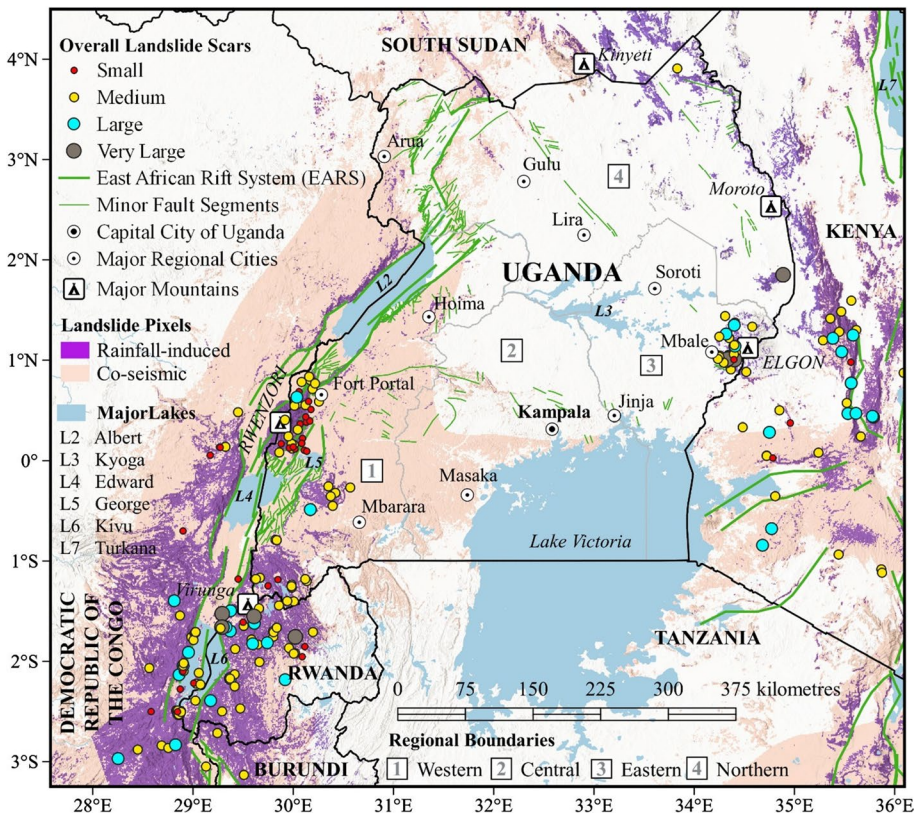 Overall Landslide Scars
Small
Medium
Large
Very Large
East African Rift System (EARS)
Minor Fault Segments
Capital City of Uganda
Major Regional Cities
Major Mountains
Landslide Pixels
Rainfall-induced
Co-seismic
MajorLakes
L2 Albert
L3 Kyoga
L4 Edward
L5 George
L6 Kivu
L7 Turkana
4°N
3°N
2°N
1°N
0°
1°S
2°S
3°S
SOUTH SUDAN
Kinyeti
L7
Arua
Gulu
4
Moroto
Lira
KENYA
UGANDA
L2
Soroti
Hoima
L3
Mbale
2
3
ELGON
RWENZORI
Fort Portal
Kampala
Jinja
L5
1
Masaka
L4
Mbarara
Lake Victoria
Virunga
DEMOCRATIC
REPUBLIC OF
THE CONGO
L6
TANZANIA
RWANDA
0 75 150 225 300 375 kilometres
Regional Boundaries
1 Western 2 Central 3 Eastern 4 Northern
BURUNDI
28°E 29°E 30°E 31°E 32°E 33°E 34°E 35°E 36°E